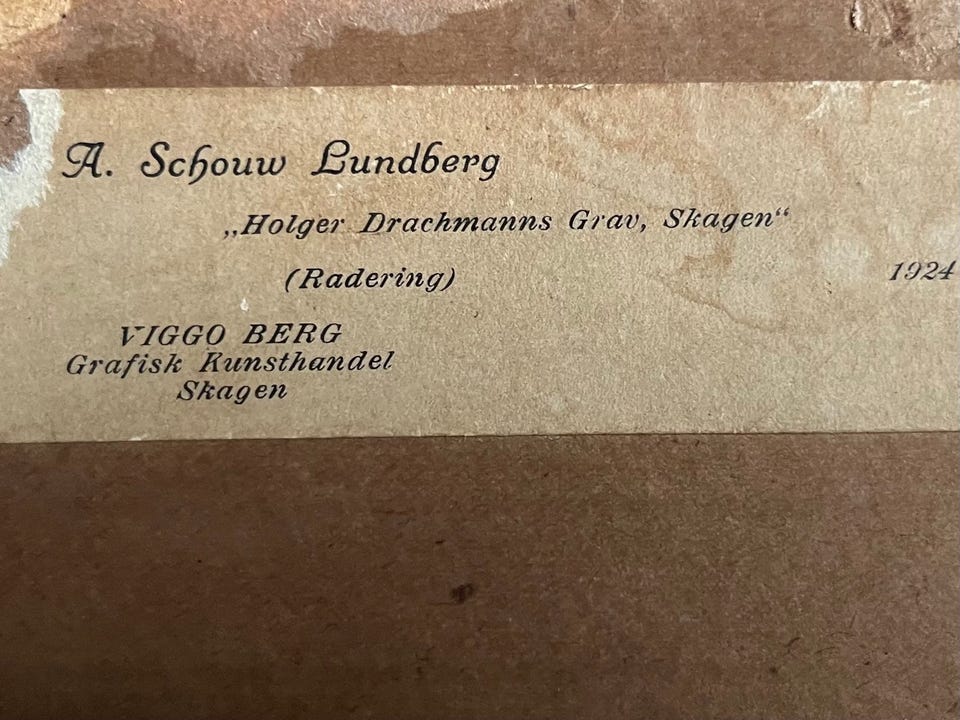 A. Schouw Lundberg
„Holger Drachmanns Grav, Skagen“
(Radering) 1924
VIGGO BERG
Grafisk Kunsthandel
Skagen